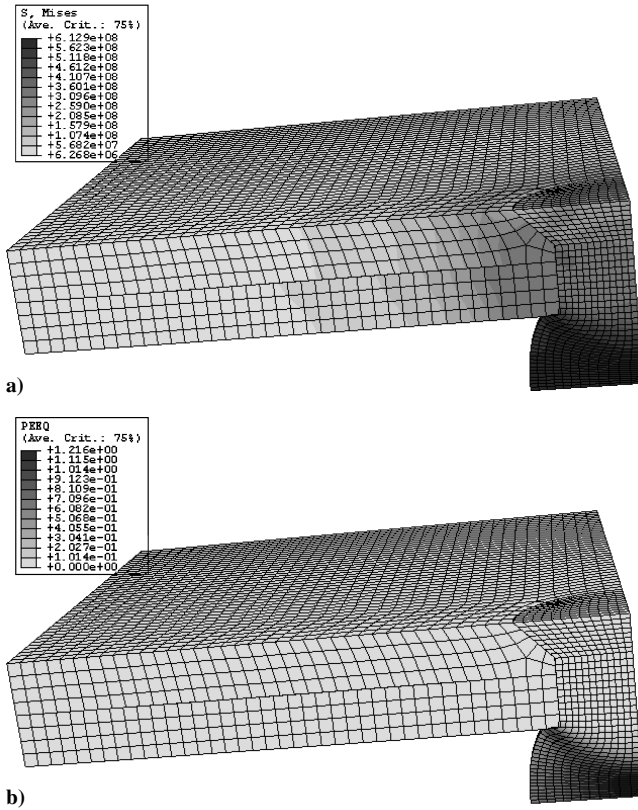 S, Mises
(Ave. Crit.: 75%)
+6.129e+08
+5.623e+08
+5.118e+08
+4.612e+08
+4.107e+08
+3.601e+08
+3.096e+08
+2.590e+08
+2.085e+08
+1.579e+08
+1.074e+08
+5.682e+07
+6.268e+06
a)
PEEQ
(Ave. Crit.: 75%)
+1.216e+00
+1.115e+00
+1.014e+00
+9.123e-01
+8.109e-01
+7.096e-01
+6.082e-01
+5.068e-01
+4.055e-01
+3.041e-01
+2.027e-01
+1.014e-01
+0.000e+00
b)